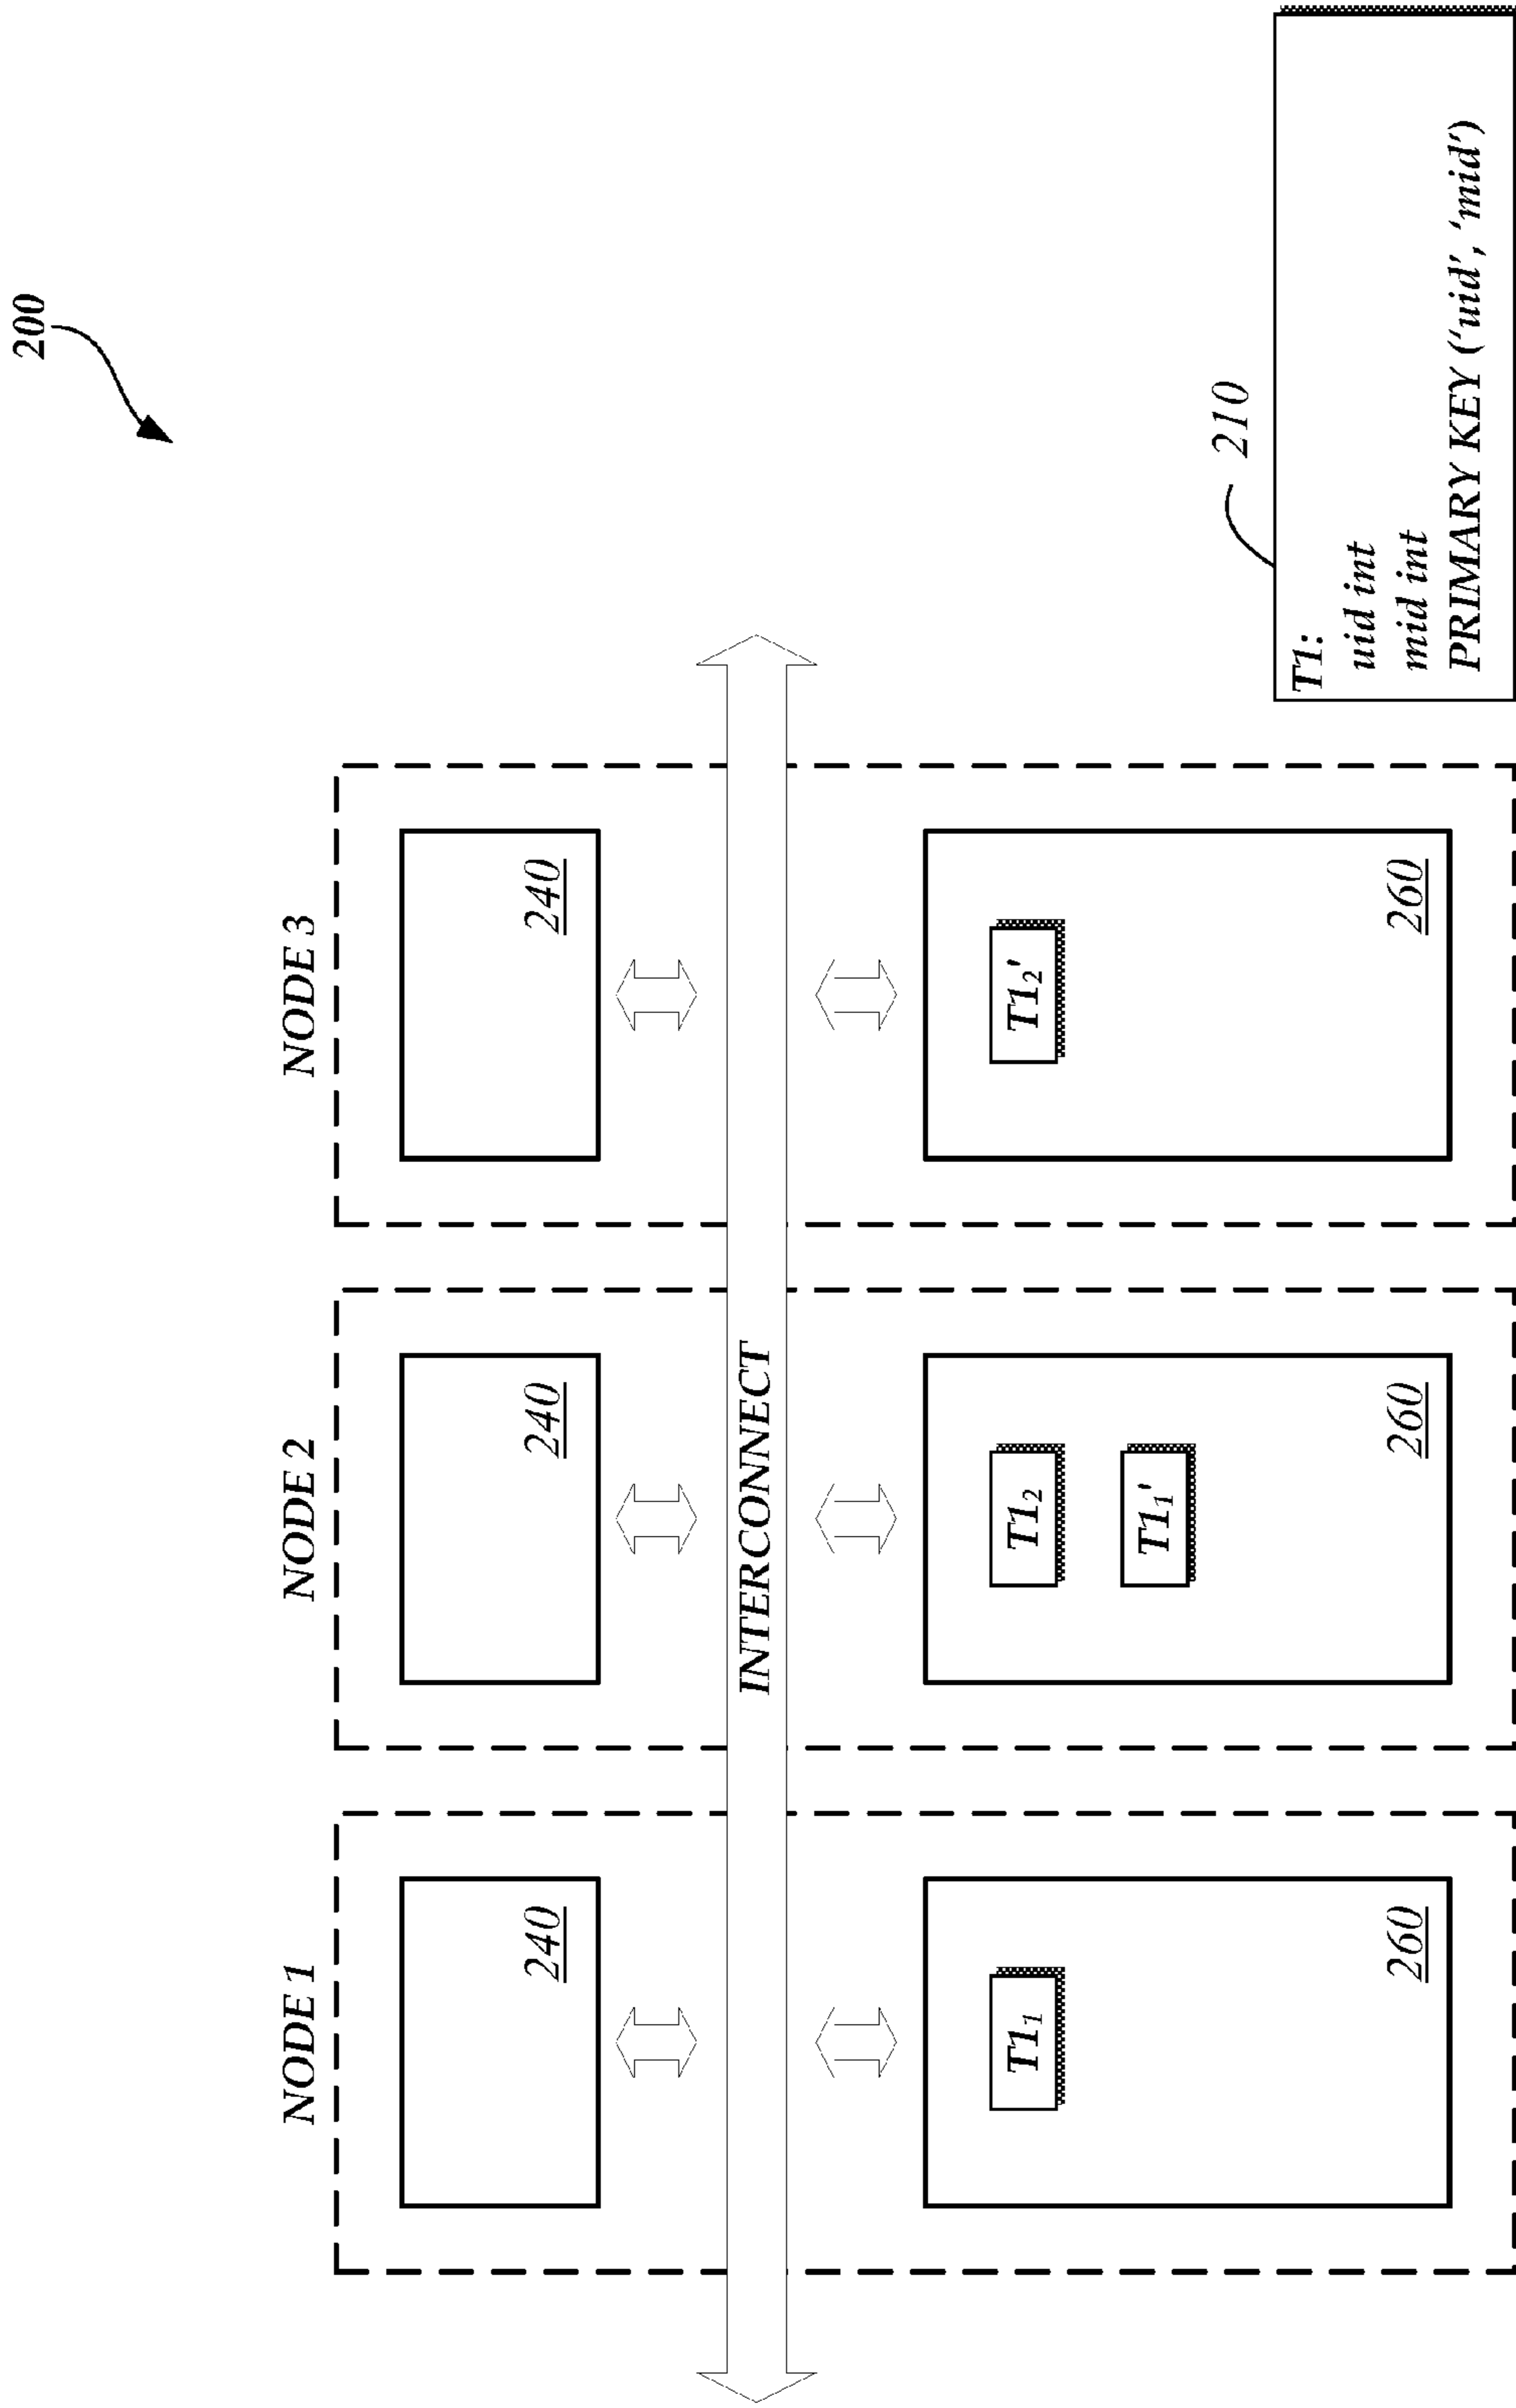 200
NODE 1
NODE 2
NODE 3
240
240
240
INTERCONNECT
T1₁
T1₂
T1₂'
T1₁'
260
260
260
210
T1:
uid int
mid int
PRIMARY KEY (‘uid’, ‘mid’)